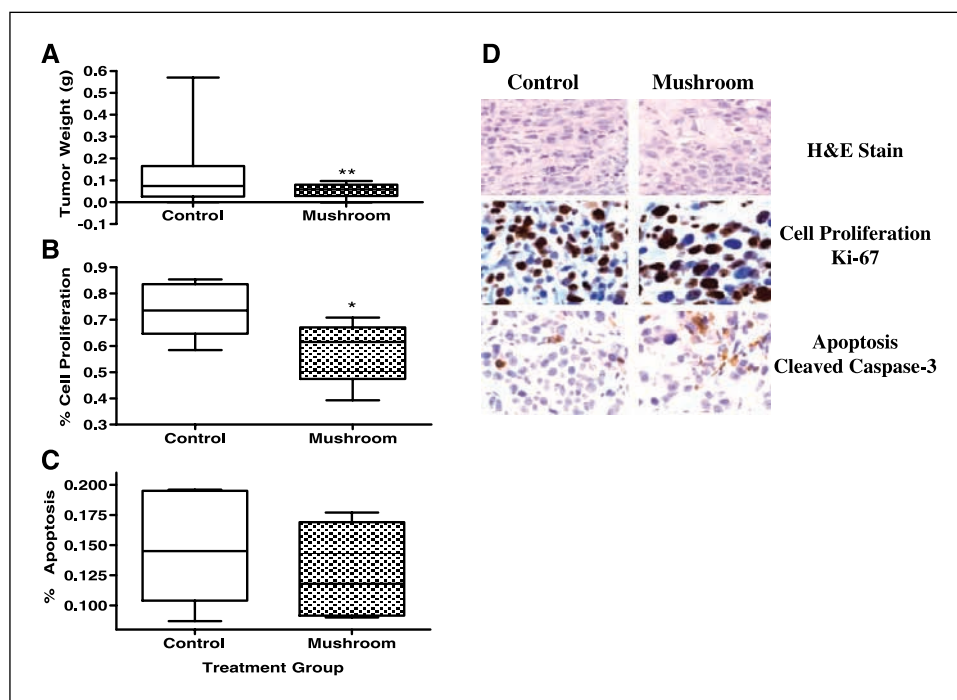 A
Tumor Weight (g)
0.6
0.5
0.4
0.3
0.2
0.1
0.0
-0.1
**
Control
Mushroom
B
% Cell Proliferation
0.9
0.8
0.7
0.6
0.5
0.4
0.3
*
Control
Mushroom
C
% Apoptosis
0.200
0.175
0.150
0.125
0.100
Control
Mushroom
Treatment Group
D
Control
Mushroom
H&E Stain
Cell Proliferation
Ki-67
Apoptosis
Cleaved Caspase-3